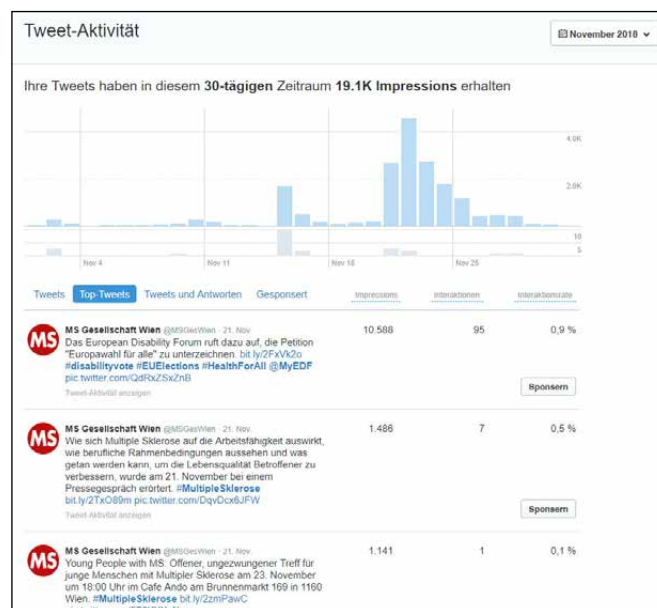 Tweet-Aktivität
November 2018
Ihre Tweets haben in diesem 30-tägigen Zeitraum 19.1K Impressions erhalten
4.0K
2.0K
10
5
Nov 4 Nov 11 Nov 18 Nov 25
Tweets Top-Tweets Tweets und Antworten Gesponsert Impressions Interaktionen Interaktionsrate
MS MS Gesellschaft Wien @MSGesWien · 21. Nov. 10.588 95 0,9 %
Das European Disability Forum ruft dazu auf, die Petition
"Europawahl für alle" zu unterzeichnen. bit.ly/2FxVk2o
#disabilityvote #EUElections #HealthForAll @MyEDF
pic.twitter.com/QdRxZSxZnB
Tweet-Aktivität anzeigen
Sponsern
MS MS Gesellschaft Wien @MSGesWien · 21. Nov. 1.486 7 0,5 %
Wie sich Multiple Sklerose auf die Arbeitsfähigkeit auswirkt,
wie berufliche Rahmenbedingungen aussehen und was
getan werden kann, um die Lebensqualität Betroffener zu
verbessern, wurde am 21. November bei einem
Pressegespräch erörtert. #MultipleSklerose
bit.ly/2TxO89m pic.twitter.com/DqvDcx6JFW
Tweet-Aktivität anzeigen
Sponsern
MS MS Gesellschaft Wien @MSGesWien · 21. Nov. 1.141 1 0,1 %
Young People with MS: Offener, ungezwungener Treff für
junge Menschen mit Multipler Sklerose am 23. November
um 18:00 Uhr im Cafe Ando am Brunnenmarkt 169 in 1160
Wien. #MultipleSklerose bit.ly/2zmPawC